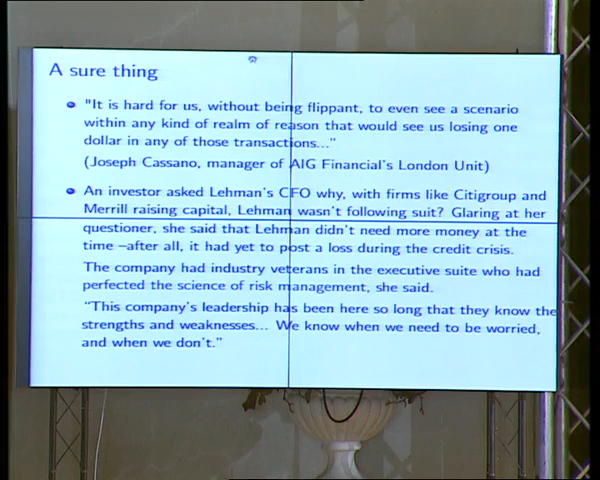 A sure thing
"It is hard for us, without being flippant, to even see a scenario
within any kind of realm of reason that would see us losing one
dollar in any of those transactions..."
(Joseph Cassano, manager of AIG Financial's London Unit)
An investor asked Lehman's CFO why, with firms like Citigroup and
Merrill raising capital, Lehman wasn't following suit? Glaring at her
questioner, she said that Lehman didn't need more money at the
time –after all, it had yet to post a loss during the credit crisis.
The company had industry veterans in the executive suite who had
perfected the science of risk management, she said.
"This company's leadership has been here so long that they know the
strengths and weaknesses... We know when we need to be worried,
and when we don't."